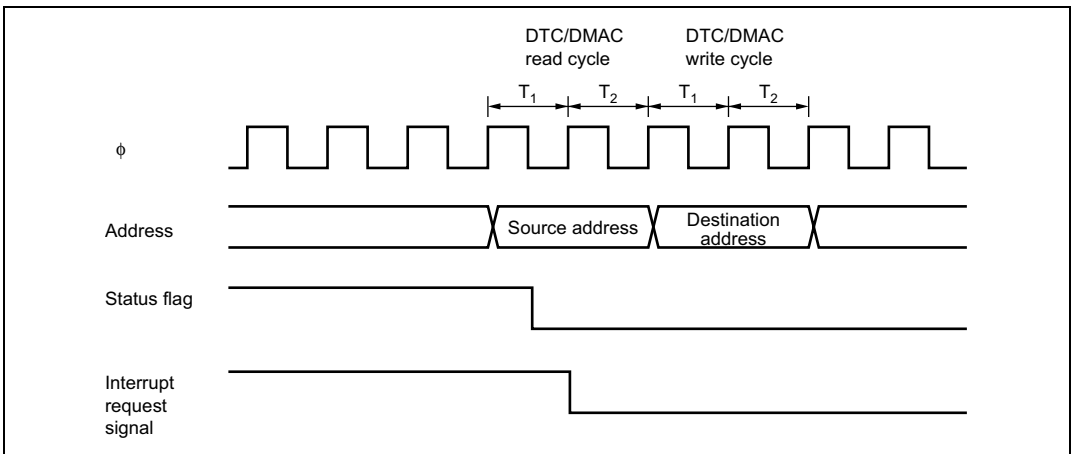 DTC/DMAC
read cycle
DTC/DMAC
write cycle
T1 T2 T1 T2
ϕ
Address
Source address
Destination
address
Status flag
Interrupt
request
signal